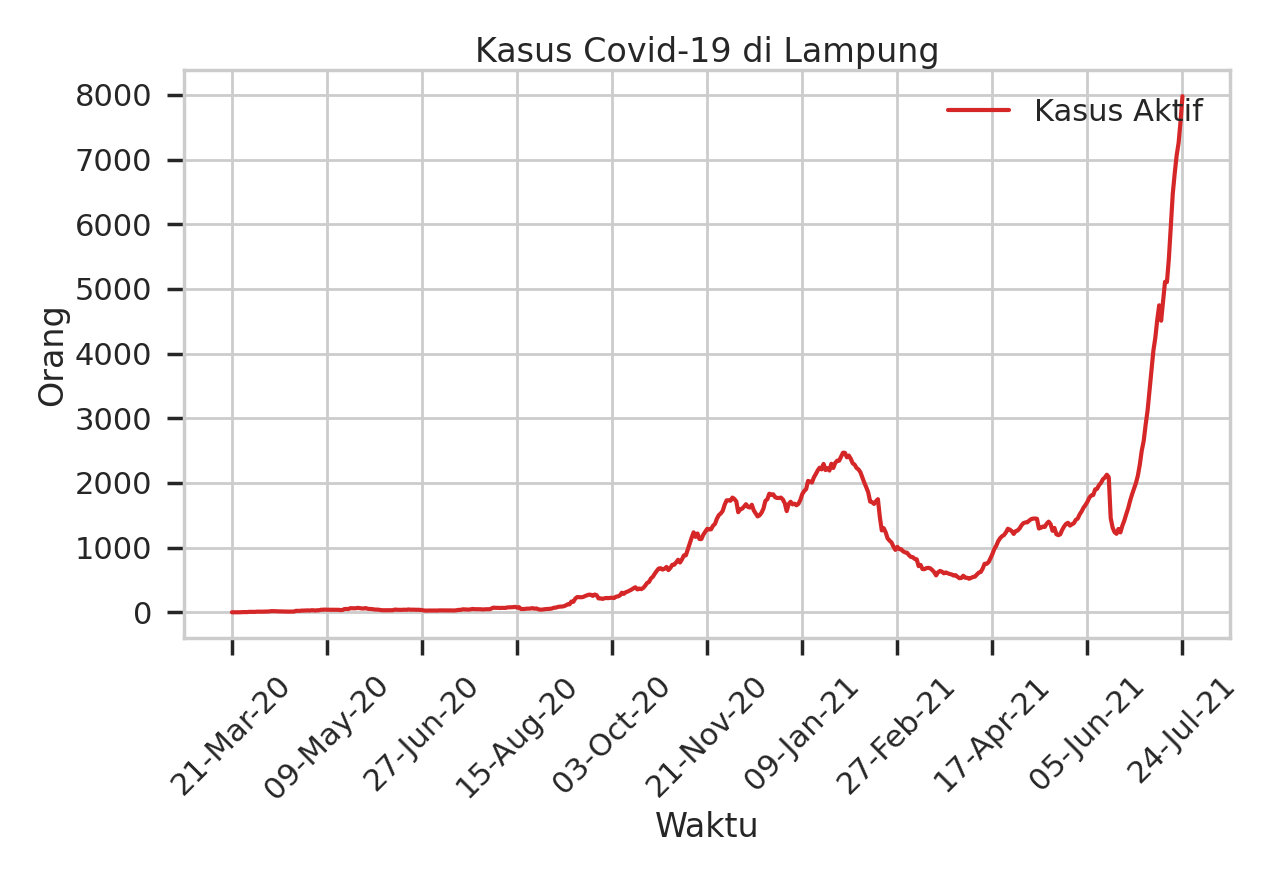 Kasus Covid-19 di Lampung
Kasus Aktif
8000
7000
6000
5000
4000
3000
2000
1000
0
Orang
21-Mar-20
09-May-20
27-Jun-20
15-Aug-20
03-Oct-20
21-Nov-20
09-Jan-21
27-Feb-21
17-Apr-21
05-Jun-21
24-Jul-21
Waktu